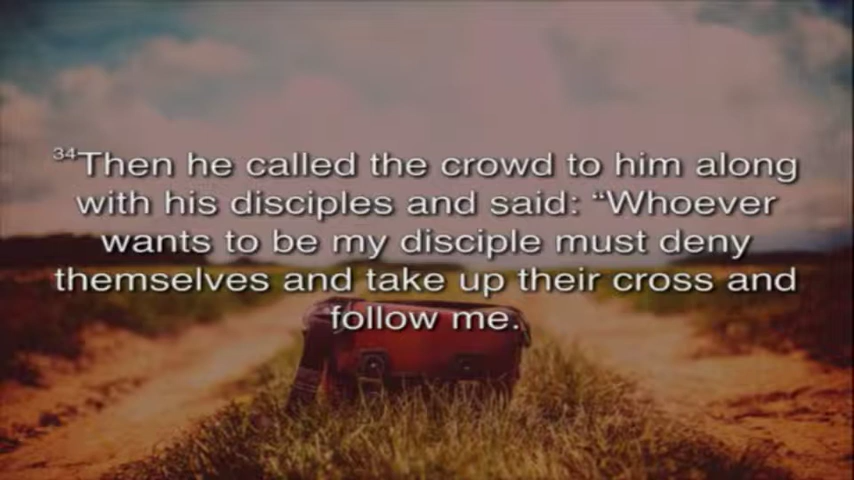 34Then he called the crowd to him along
with his disciples and said: “Whoever
wants to be my disciple must deny
themselves and take up their cross and
follow me.